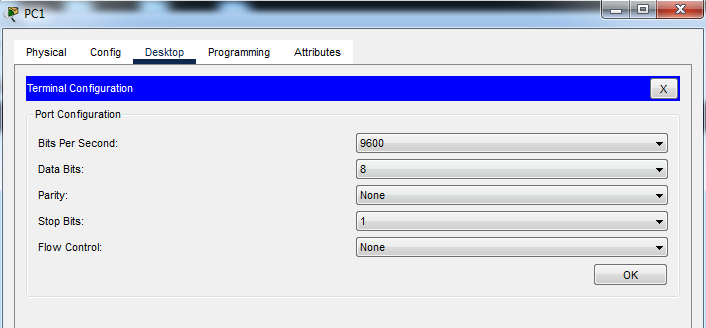 PC1
Physical Config Desktop Programming Attributes
Terminal Configuration X
Port Configuration
Bits Per Second: 9600
Data Bits: 8
Parity: None
Stop Bits: 1
Flow Control: None
OK